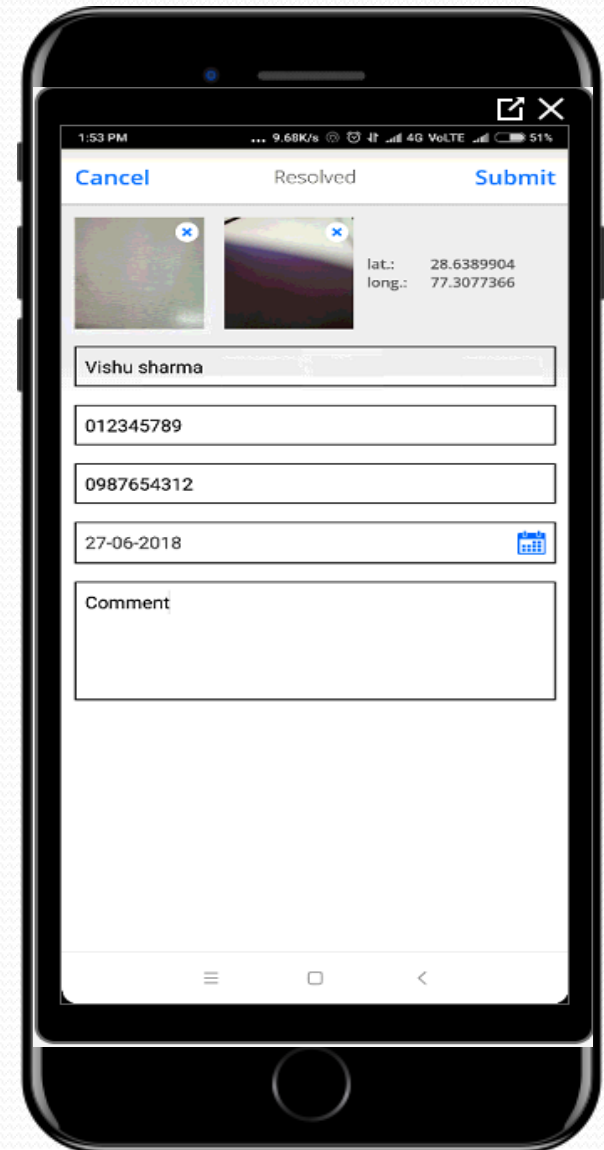 1:53 PM ... 9.68K/s 4G VoLTE 51%
Cancel Resolved Submit
lat.: 28.6389904
long.: 77.3077366
Vishu sharma
012345789
0987654312
27-06-2018
Comment